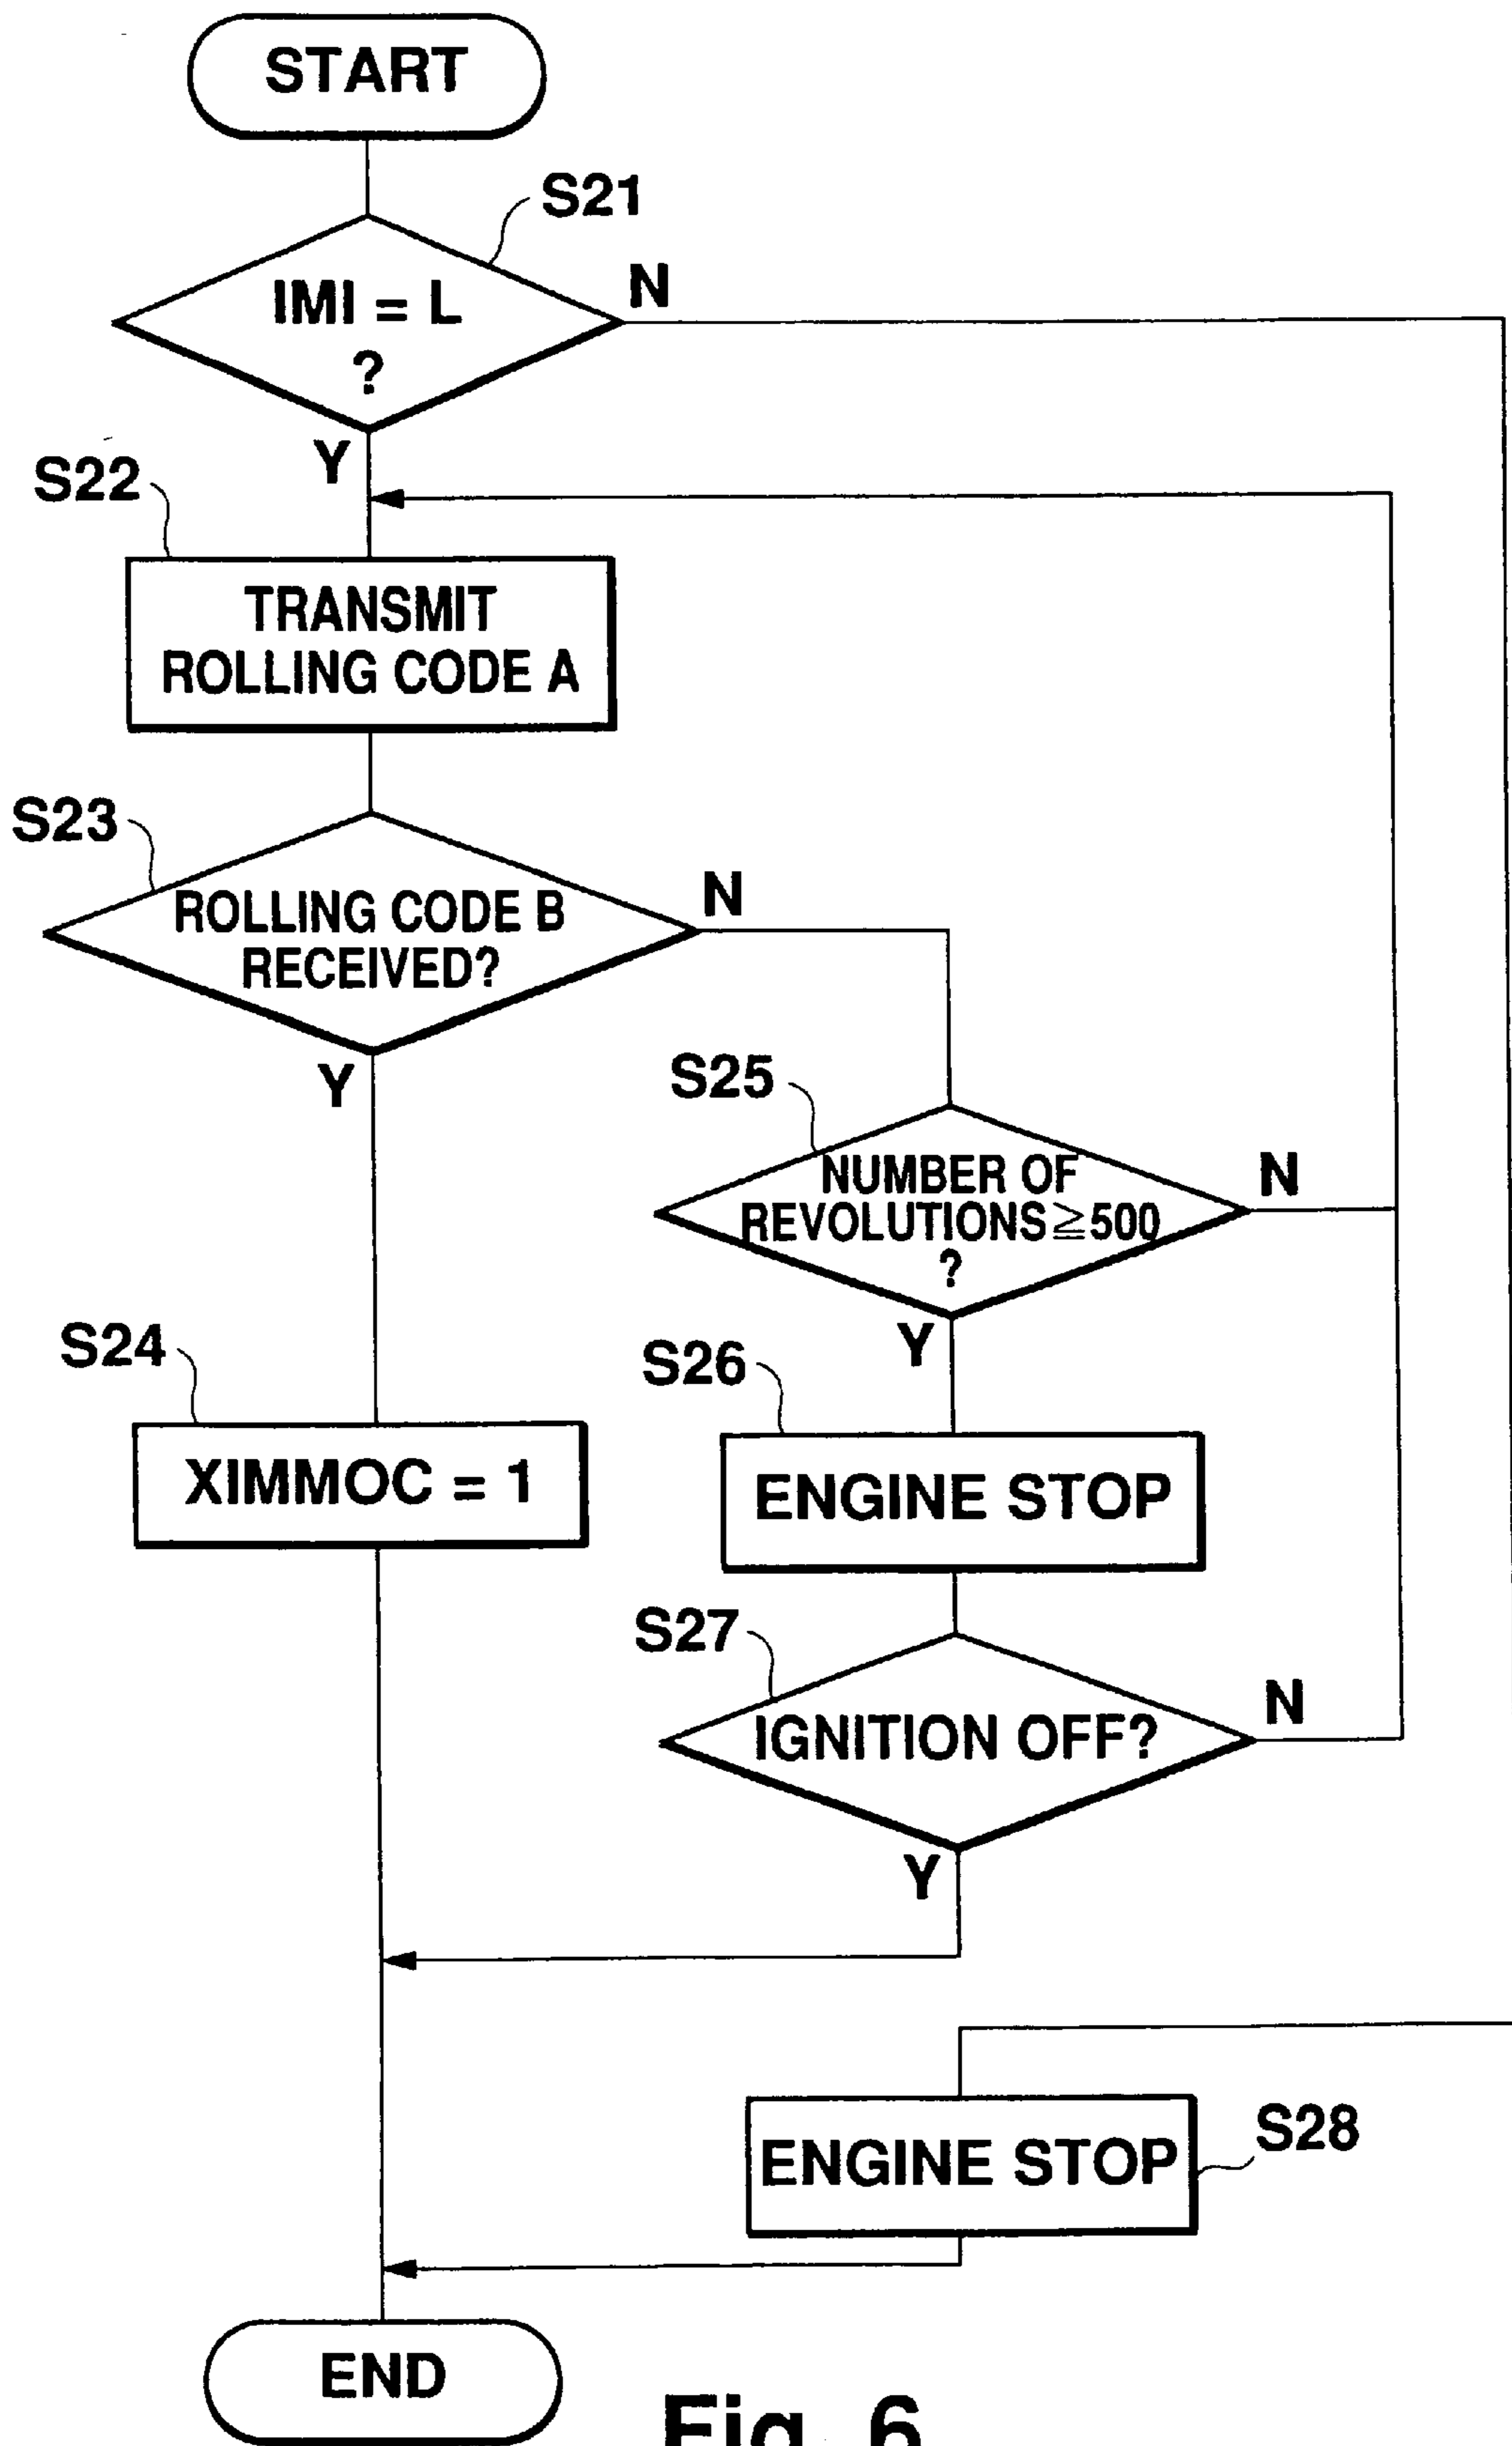 START
S21
IMI = L
?
N
Y
S22
TRANSMIT
ROLLING CODE A
S23
ROLLING CODE B
RECEIVED?
N
Y
S25
NUMBER OF
REVOLUTIONS≧500
?
N
Y
S24
XIMMOC = 1
S26
ENGINE STOP
S27
IGNITION OFF?
N
Y
ENGINE STOP
S28
END
Fig. 6